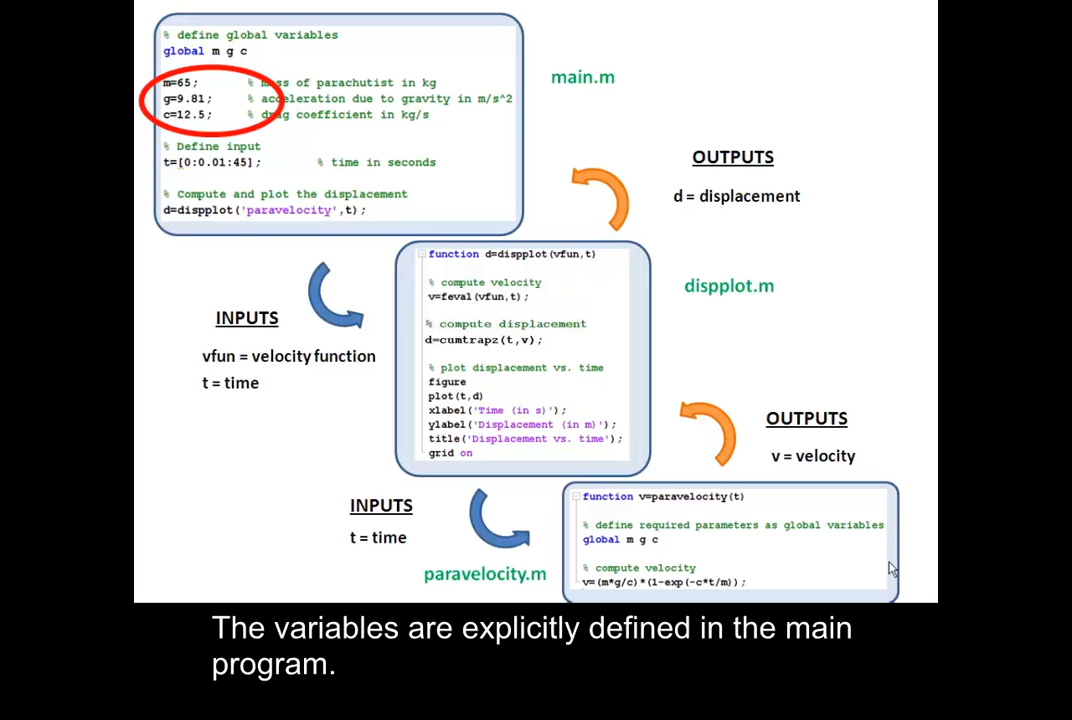 % define global variables
global m g c
m=65; % mass of parachutist in kg
g=9.81; % acceleration due to gravity in m/s^2
c=12.5; % drag coefficient in kg/s
% Define input
t=[0:0.01:45]; % time in seconds
% Compute and plot the displacement
d=dispplot('paravelocity',t);
main.m
OUTPUTS
d = displacement
INPUTS
vfun = velocity function
t = time
function d=dispplot(vfun,t)
% compute velocity
v=feval(vfun,t);
% compute displacement
d=cumtrapz(t,v);
% plot displacement vs. time
figure
plot(t,d)
xlabel('Time (in s)');
ylabel('Displacement (in m)');
title('Displacement vs. time');
grid on
dispplot.m
OUTPUTS
v = velocity
INPUTS
t = time
paravelocity.m
function v=paravelocity(t)
% define required parameters as global variables
global m g c
% compute velocity
v=(m*g/c)*(1-exp(-c*t/m));
The variables are explicitly defined in the main
program.